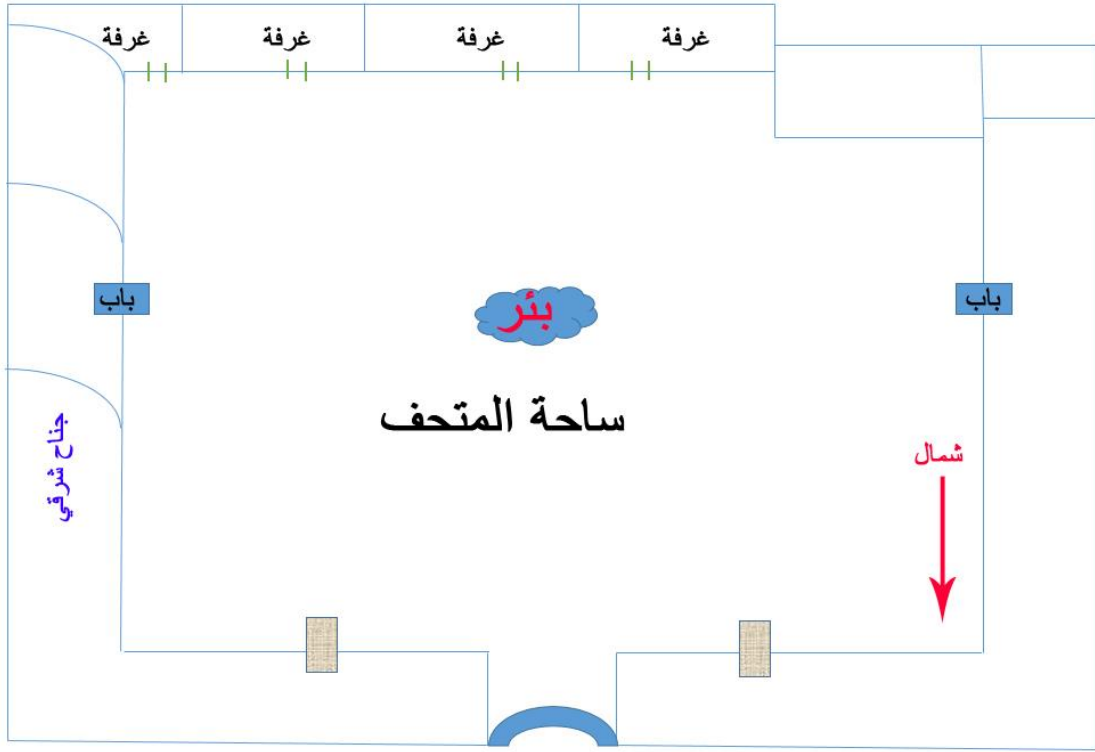 غرفة
غرفة
غرفة
غرفة
باب
بئر
باب
ساحة المتحف
شمال
جناح شرقي